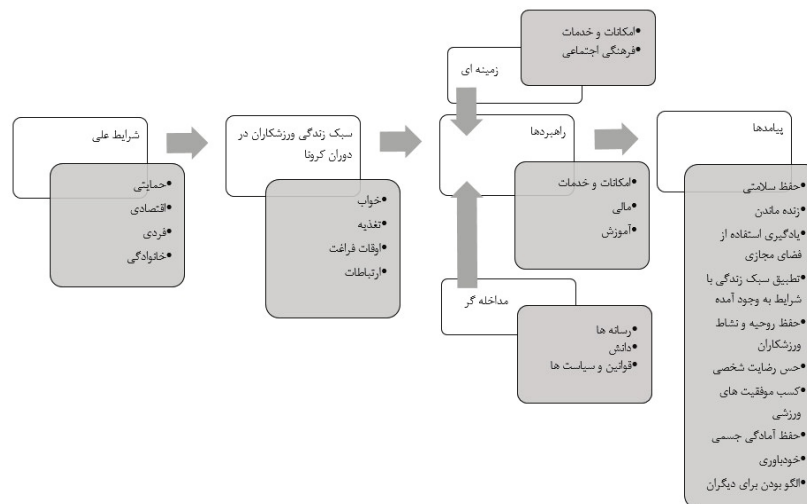 شرایط علی
•حمایتی
•اقتصادی
•فردی
•خانوادگی
سبک زندگی ورزشکاران در
دوران کرونا
•خواب
•تغذیه
•اوقات فراغت
•ارتباطات
زمینه ای
•امکانات و خدمات
•فرهنگی اجتماعی
راهبردها
•امکانات و خدمات
•مالی
•آموزش
مداخله گر
•رسانه ها
•دانش
•قوانین و سیاست ها
پیامدها
•حفظ سلامتی
•زنده ماندن
•یادگیری استفاده از
فضای مجازی
•تطبیق سبک زندگی با
شرایط به وجود آمده
•حفظ روحیه و نشاط
ورزشکاران
•حس رضایت شخصی
•کسب موفقیت های
ورزشی
•حفظ آمادگی جسمی
•خودباوری
•الگو بودن برای دیگران